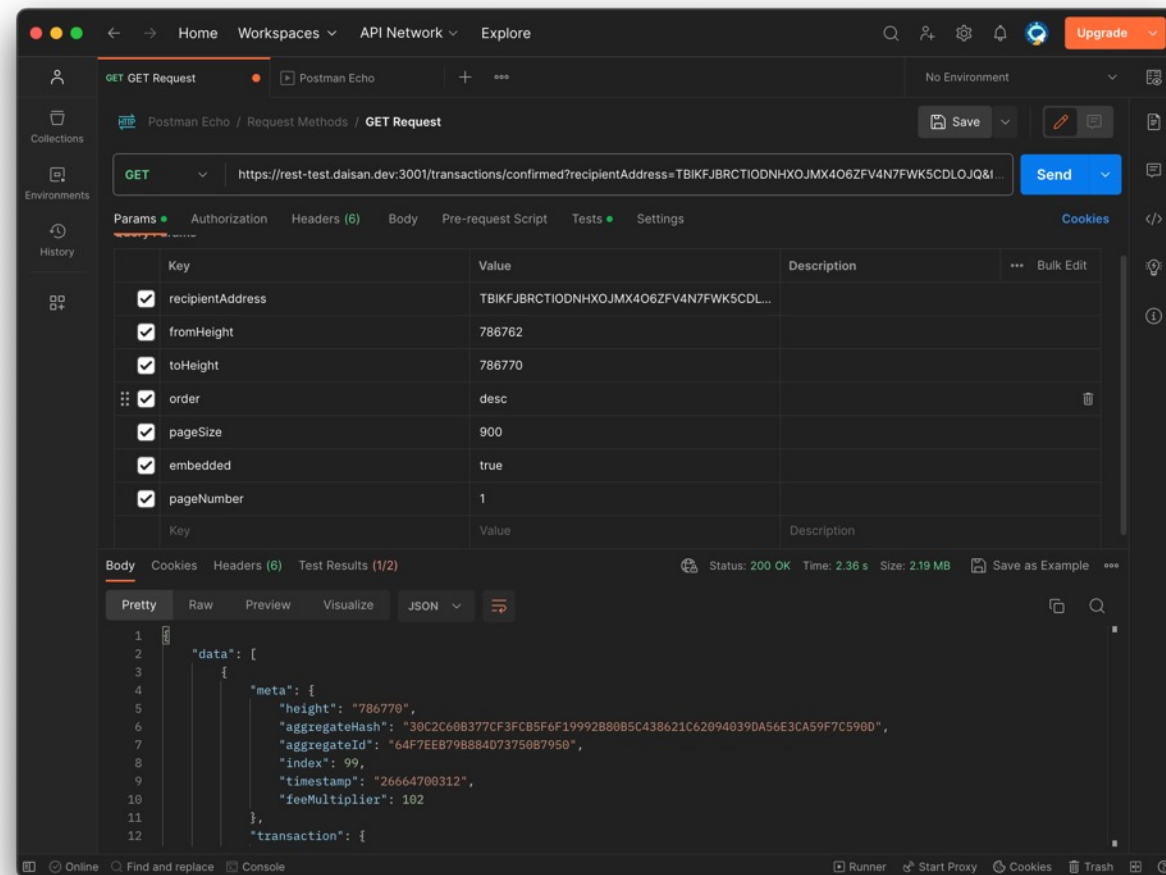 Home Workspaces API Network Explore Upgrade
GET GET Request Postman Echo No Environment
Postman Echo / Request Methods / GET Request Save
Collections
Environments
History
GET https://rest-test.daisan.dev:3001/transactions/confirmed?recipientAddress=TBIKFJBRCTIODNHXOJMX4O6ZFV4N7FWK5CDLOJQ&f... Send
Params Authorization Headers (6) Body Pre-request Script Tests Settings Cookies
Key Value Description Bulk Edit
recipientAddress TBIKFJBRCTIODNHXOJMX4O6ZFV4N7FWK5CDL...
fromHeight 786762
toHeight 786770
order desc
pageSize 900
embedded true
pageNumber 1
Key Value Description
Body Cookies Headers (6) Test Results (1/2) Status: 200 OK Time: 2.36 s Size: 2.19 MB Save as Example
Pretty Raw Preview Visualize JSON
1 {
2 "data": [
3 {
4 "meta": {
5 "height": "786770",
6 "aggregateHash": "30C2C60B377CF3FCB5F6F19992B80B5C438621C62094039DA56E3CA59F7C590D",
7 "aggregateId": "64F7EEB79B884D73750B7950",
8 "index": 99,
9 "timestamp": "26664700312",
10 "feeMultiplier": 102
11 },
12 "transaction": {
Online Find and replace Console Runner Start Proxy Cookies Trash